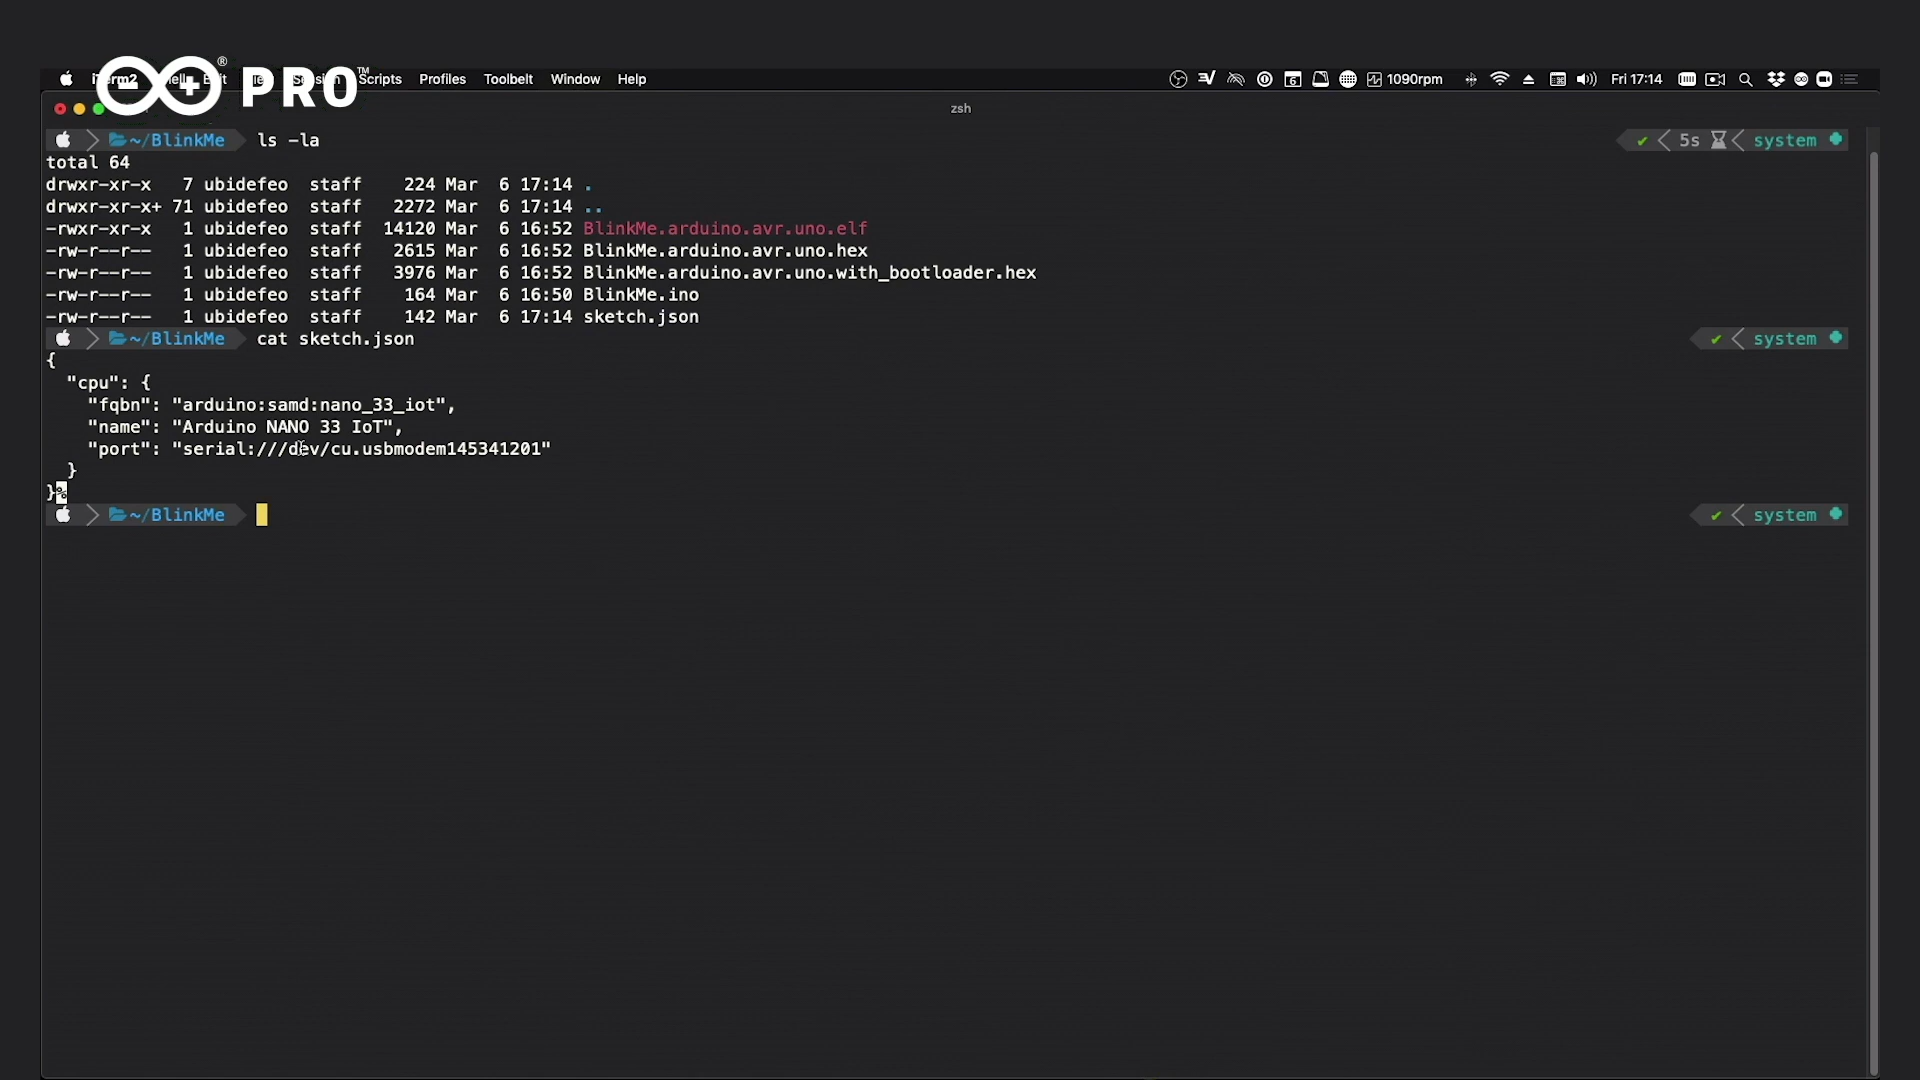 PRO™
iTerm2 Shell Edit Session Scripts Profiles Toolbelt Window Help
6 1090rpm Fri 17:14
zsh
~/BlinkMe ls -la ✔ 5s system
total 64
drwxr-xr-x 7 ubidefeo staff 224 Mar 6 17:14 .
drwxr-xr-x+ 71 ubidefeo staff 2272 Mar 6 17:14 ..
-rwxr-xr-x 1 ubidefeo staff 14120 Mar 6 16:52 BlinkMe.arduino.avr.uno.elf
-rw-r--r-- 1 ubidefeo staff 2615 Mar 6 16:52 BlinkMe.arduino.avr.uno.hex
-rw-r--r-- 1 ubidefeo staff 3976 Mar 6 16:52 BlinkMe.arduino.avr.uno.with_bootloader.hex
-rw-r--r-- 1 ubidefeo staff 164 Mar 6 16:50 BlinkMe.ino
-rw-r--r-- 1 ubidefeo staff 142 Mar 6 17:14 sketch.json
~/BlinkMe cat sketch.json ✔ system
{
"cpu": {
"fqbn": "arduino:samd:nano_33_iot",
"name": "Arduino NANO 33 IoT",
"port": "serial:///dev/cu.usbmodem145341201"
}
}%
~/BlinkMe ✔ system